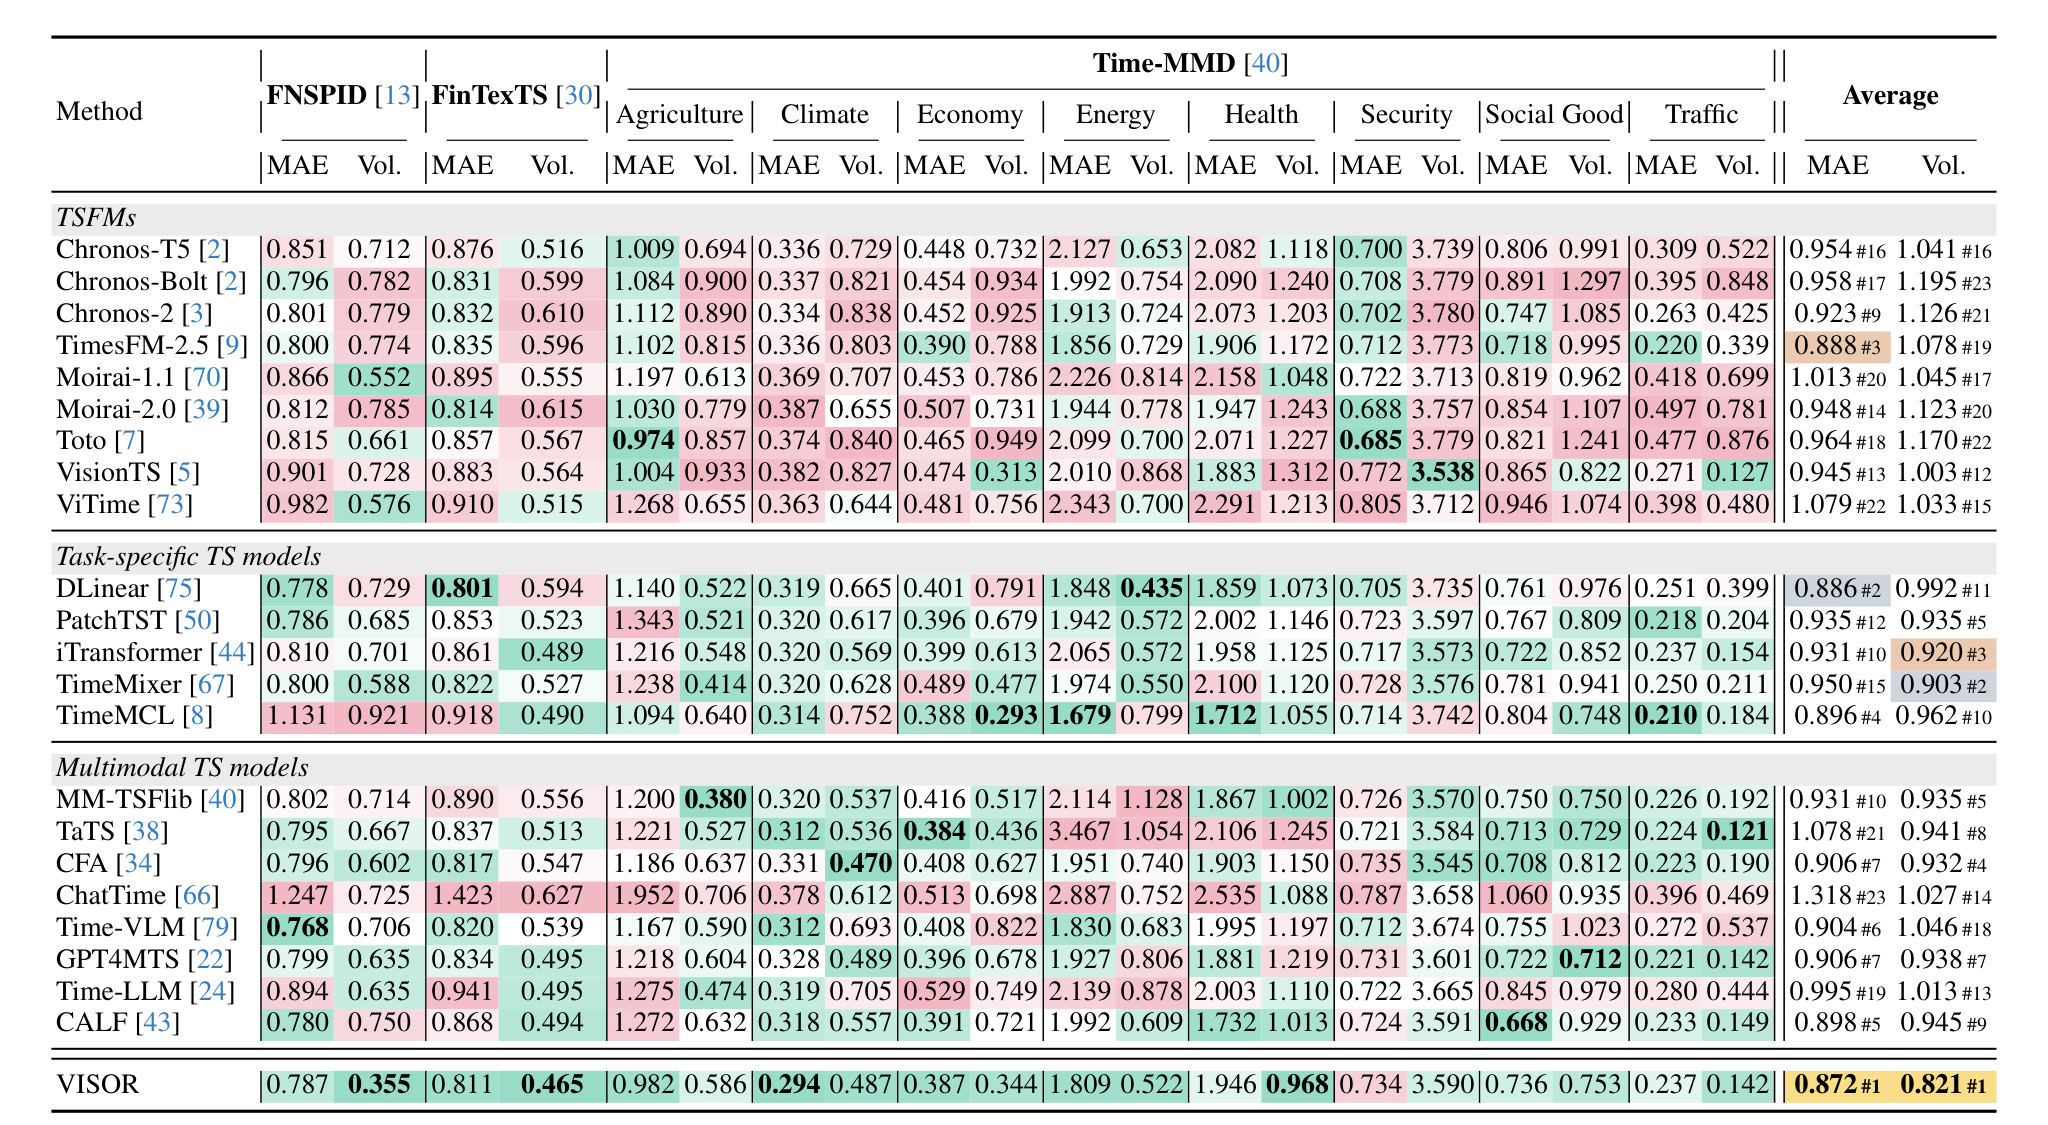 Time-MMD [40]
Method FNSPID [13] FinTexTS [30] Average
Agriculture Climate Economy Energy Health Security Social Good Traffic
MAE Vol. MAE Vol. MAE Vol. MAE Vol. MAE Vol. MAE Vol. MAE Vol. MAE Vol. MAE Vol. MAE Vol. MAE Vol.
TSFMs
Chronos-T5 [2] 0.851 0.712 0.876 0.516 1.009 0.694 0.336 0.729 0.448 0.732 2.127 0.653 2.082 1.118 0.700 3.739 0.806 0.991 0.309 0.522 0.954 #16 1.041 #16
Chronos-Bolt [2] 0.796 0.782 0.831 0.599 1.084 0.900 0.337 0.821 0.454 0.934 1.992 0.754 2.090 1.240 0.708 3.779 0.891 1.297 0.395 0.848 0.958 #17 1.195 #23
Chronos-2 [3] 0.801 0.779 0.832 0.610 1.112 0.890 0.334 0.838 0.452 0.925 1.913 0.724 2.073 1.203 0.702 3.780 0.747 1.085 0.263 0.425 0.923 #9 1.126 #21
TimesFM-2.5 [9] 0.800 0.774 0.835 0.596 1.102 0.815 0.336 0.803 0.390 0.788 1.856 0.729 1.906 1.172 0.712 3.773 0.718 0.995 0.220 0.339 0.888 #3 1.078 #19
Moirai-1.1 [70] 0.866 0.552 0.895 0.555 1.197 0.613 0.369 0.707 0.453 0.786 2.226 0.814 2.158 1.048 0.722 3.713 0.819 0.962 0.418 0.699 1.013 #20 1.045 #17
Moirai-2.0 [39] 0.812 0.785 0.814 0.615 1.030 0.779 0.387 0.655 0.507 0.731 1.944 0.778 1.947 1.243 0.688 3.757 0.854 1.107 0.497 0.781 0.948 #14 1.123 #20
Toto [7] 0.815 0.661 0.857 0.567 0.974 0.857 0.374 0.840 0.465 0.949 2.099 0.700 2.071 1.227 0.685 3.779 0.821 1.241 0.477 0.876 0.964 #18 1.170 #22
VisionTS [5] 0.901 0.728 0.883 0.564 1.004 0.933 0.382 0.827 0.474 0.313 2.010 0.868 1.883 1.312 0.772 3.538 0.865 0.822 0.271 0.127 0.945 #13 1.003 #12
ViTime [73] 0.982 0.576 0.910 0.515 1.268 0.655 0.363 0.644 0.481 0.756 2.343 0.700 2.291 1.213 0.805 3.712 0.946 1.074 0.398 0.480 1.079 #22 1.033 #15
Task-specific TS models
DLinear [75] 0.778 0.729 0.801 0.594 1.140 0.522 0.319 0.665 0.401 0.791 1.848 0.435 1.859 1.073 0.705 3.735 0.761 0.976 0.251 0.399 0.886 #2 0.992 #11
PatchTST [50] 0.786 0.685 0.853 0.523 1.343 0.521 0.320 0.617 0.396 0.679 1.942 0.572 2.002 1.146 0.723 3.597 0.767 0.809 0.218 0.204 0.935 #12 0.935 #5
iTransformer [44] 0.810 0.701 0.861 0.489 1.216 0.548 0.320 0.569 0.399 0.613 2.065 0.572 1.958 1.125 0.717 3.573 0.722 0.852 0.237 0.154 0.931 #10 0.920 #3
TimeMixer [67] 0.800 0.588 0.822 0.527 1.238 0.414 0.320 0.628 0.489 0.477 1.974 0.550 2.100 1.120 0.728 3.576 0.781 0.941 0.250 0.211 0.950 #15 0.903 #2
TimeMCL [8] 1.131 0.921 0.918 0.490 1.094 0.640 0.314 0.752 0.388 0.293 1.679 0.799 1.712 1.055 0.714 3.742 0.804 0.748 0.210 0.184 0.896 #4 0.962 #10
Multimodal TS models
MM-TSFlib [40] 0.802 0.714 0.890 0.556 1.200 0.380 0.320 0.537 0.416 0.517 2.114 1.128 1.867 1.002 0.726 3.570 0.750 0.750 0.226 0.192 0.931 #10 0.935 #5
TaTS [38] 0.795 0.667 0.837 0.513 1.221 0.527 0.312 0.536 0.384 0.436 3.467 1.054 2.106 1.245 0.721 3.584 0.713 0.729 0.224 0.121 1.078 #21 0.941 #8
CFA [34] 0.796 0.602 0.817 0.547 1.186 0.637 0.331 0.470 0.408 0.627 1.951 0.740 1.903 1.150 0.735 3.545 0.708 0.812 0.223 0.190 0.906 #7 0.932 #4
ChatTime [66] 1.247 0.725 1.423 0.627 1.952 0.706 0.378 0.612 0.513 0.698 2.887 0.752 2.535 1.088 0.787 3.658 1.060 0.935 0.396 0.469 1.318 #23 1.027 #14
Time-VLM [79] 0.768 0.706 0.820 0.539 1.167 0.590 0.312 0.693 0.408 0.822 1.830 0.683 1.995 1.197 0.712 3.674 0.755 1.023 0.272 0.537 0.904 #6 1.046 #18
GPT4MTS [22] 0.799 0.635 0.834 0.495 1.218 0.604 0.328 0.489 0.396 0.678 1.927 0.806 1.881 1.219 0.731 3.601 0.722 0.712 0.221 0.142 0.906 #7 0.938 #7
Time-LLM [24] 0.894 0.635 0.941 0.495 1.275 0.474 0.319 0.705 0.529 0.749 2.139 0.878 2.003 1.110 0.722 3.665 0.845 0.979 0.280 0.444 0.995 #19 1.013 #13
CALF [43] 0.780 0.750 0.868 0.494 1.272 0.632 0.318 0.557 0.391 0.721 1.992 0.609 1.732 1.013 0.724 3.591 0.668 0.929 0.233 0.149 0.898 #5 0.945 #9
VISOR 0.787 0.355 0.811 0.465 0.982 0.586 0.294 0.487 0.387 0.344 1.809 0.522 1.946 0.968 0.734 3.590 0.736 0.753 0.237 0.142 0.872 #1 0.821 #1